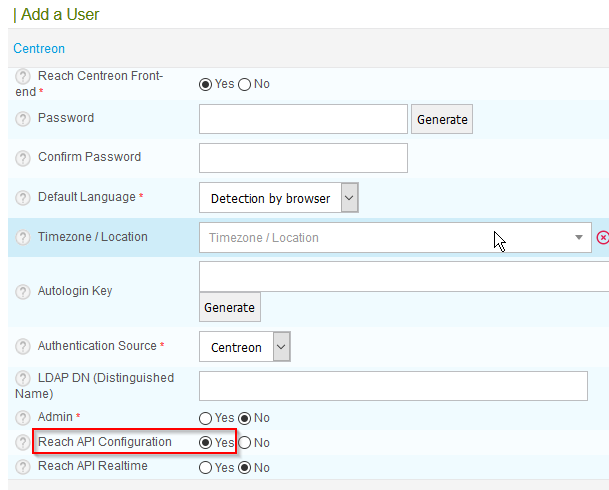 Add a User
Centreon
Reach Centreon Front-
end * Yes No
Password Generate
Confirm Password
Default Language * Detection by browser
Timezone / Location Timezone / Location
Autologin Key
Generate
Authentication Source * Centreon
LDAP DN (Distinguished
Name)
Admin * Yes No
Reach API Configuration Yes No
Reach API Realtime Yes No